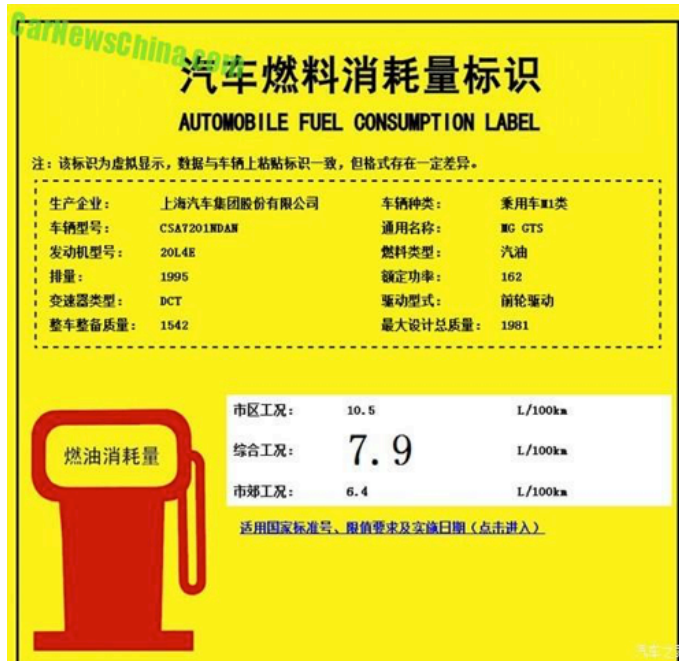 CarNewsChina.com
汽车燃料消耗量标识
AUTOMOBILE FUEL CONSUMPTION LABEL
注：该标识为虚拟显示，数据与车辆上粘贴标识一致，但格式存在一定差异。
生产企业： 上海汽车集团股份有限公司 车辆种类： 乘用车M1类
车辆型号： CSA7201NDAN 通用名称： MG GTS
发动机型号： 20L4E 燃料类型： 汽油
排量： 1995 额定功率： 162
变速器类型： DCT 驱动型式： 前轮驱动
整车整备质量： 1542 最大设计总质量： 1981
市区工况： 10.5 L/100km
燃油消耗量 综合工况： 7.9 L/100km
市郊工况： 6.4 L/100km
适用国家标准号、限值要求及实施日期（点击进入）
汽车之